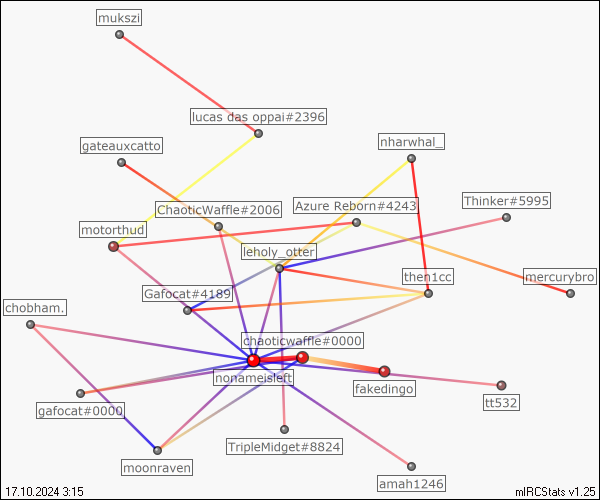 mukszi
lucas das oppai#2396
gateauxcatto
nharwhal_
Thinker#5995
ChaoticWaffle#2006
Azure Reborn#4243
motorthud
leholy_otter
then1cc
mercurybro
Gafocat#4189
chobham.
chaoticwaffle#0000
nonameisleft
fakedingo
tt532
gafocat#0000
TripleMidget#8824
moonraven
amah1246
17.10.2024 3:15
mIRCStats v1.25